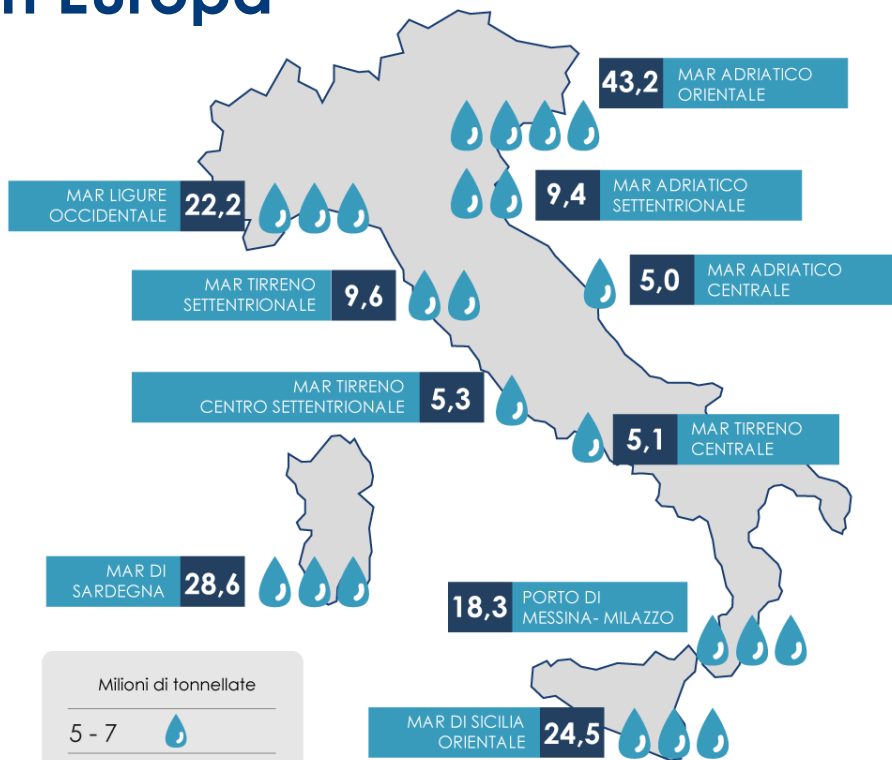 in Europa
43,2
MAR ADRIATICO
ORIENTALE
MAR LIGURE
OCCIDENTALE
22,2
9,4
MAR ADRIATICO
SETTENTRIONALE
MAR TIRRENO
SETTENTRIONALE
9,6
5,0
MAR ADRIATICO
CENTRALE
MAR TIRRENO
CENTRO SETTENTRIONALE
5,3
5,1
MAR TIRRENO
CENTRALE
MAR DI
SARDEGNA
28,6
18,3
PORTO DI
MESSINA- MILAZZO
MAR DI SICILIA
ORIENTALE
24,5
Milioni di tonnellate
5 - 7